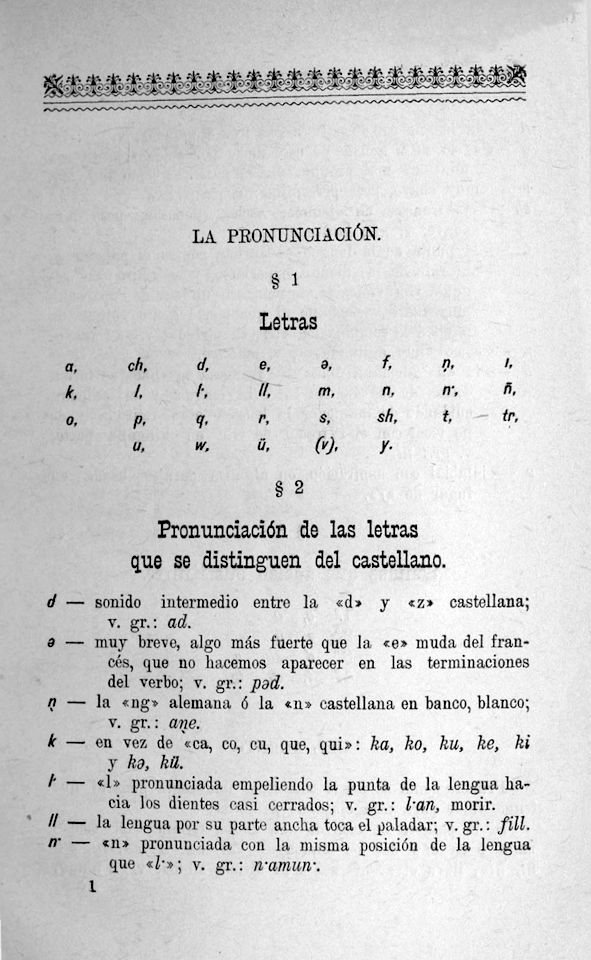 LA PRONUNCIACIÓN.
§ 1
Letras
a, ch, d, e, ə, f, ṇ, ı,
k, l, l·, ll, m, n, n·, ñ,
o, p, q, r, s, sh, t, tr,
u, w, ü, (v), y.
§ 2
Pronunciación de las letras
que se distinguen del castellano.
d — sonido intermedio entre la «d» y «z» castellana;
v. gr.: ad.
ə — muy breve, algo más fuerte que la «e» muda del fran-
cés, que no hacemos aparecer en las terminaciones
del verbo; v. gr.: pəd.
ṇ — la «ng» alemana ó la «n» castellana en banco, blanco;
v. gr.: aṇe.
k — en vez de «ca, co, cu, que, qui»: ka, ko, ku, ke, ki
y kə, kü.
l· — «l» pronunciada empeliendo la punta de la lengua ha-
cia los dientes casi cerrados; v. gr.: l·an, morir.
ll — la lengua por su parte ancha toca el paladar; v. gr.: fill.
n· — «n» pronunciada con la misma posición de la lengua
que «l·»; v. gr.: n·amun·.
1